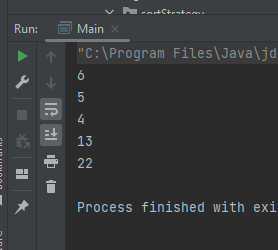 sortStrategy
Run: Main
"C:\Program Files\Java\jd
6
5
4
13
22
Process finished with exi